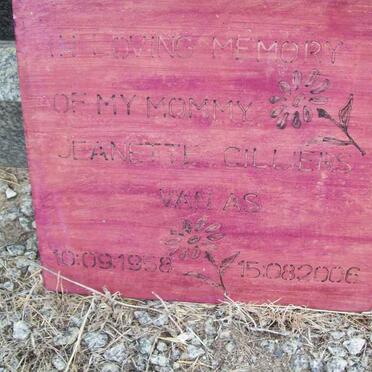 IN LOVING MEMORY
OF MY MOMMY
JEANETTE CILLIERS
VAN AS
10.09.1958 15.08.2006